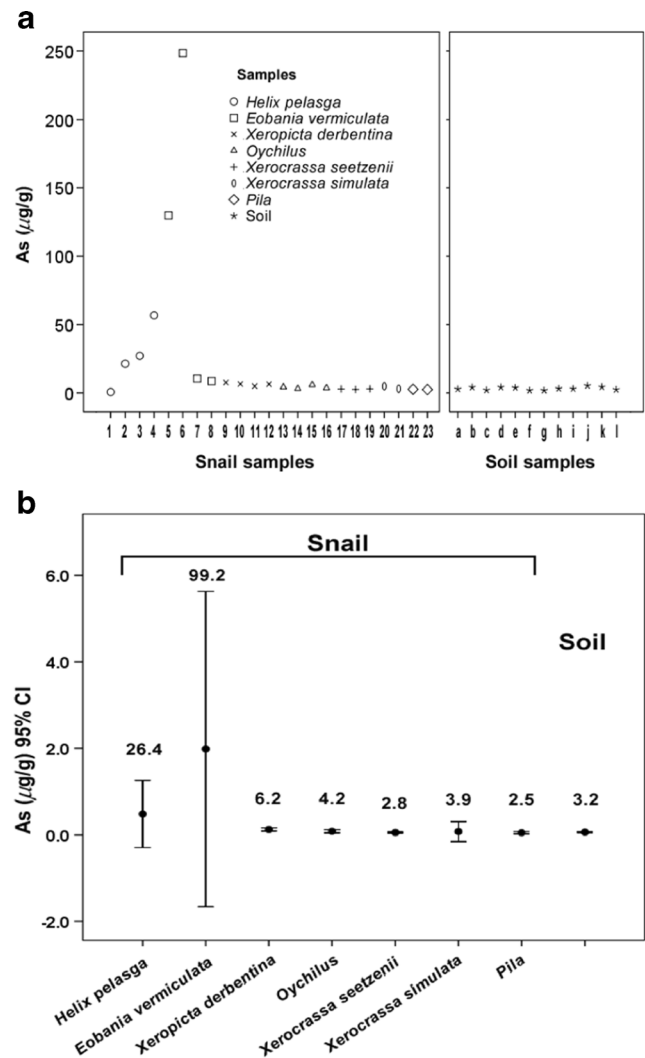 a
250
200
150
100
50
0
As (μg/g)
Samples
Helix pelasga
Eobania vermiculata
Xeropicta derbentina
Oychilus
Xerocrassa seetzenii
Xerocrassa simulata
Pila
Soil
1 2 3 4 5 6 7 8 9 10 11 12 13 14 15 16 17 18 19 20 21 22 23
a b c d e f g h i j k l
Snail samples
Soil samples
b
Snail
Soil
6.0
4.0
2.0
0.0
-2.0
As (μg/g) 95% CI
26.4
99.2
6.2
4.2
2.8
3.9
2.5
3.2
Helix pelasga
Eobania vermiculata
Xeropicta derbentina
Oychilus
Xerocrassa seetzenii
Xerocrassa simulata
Pila